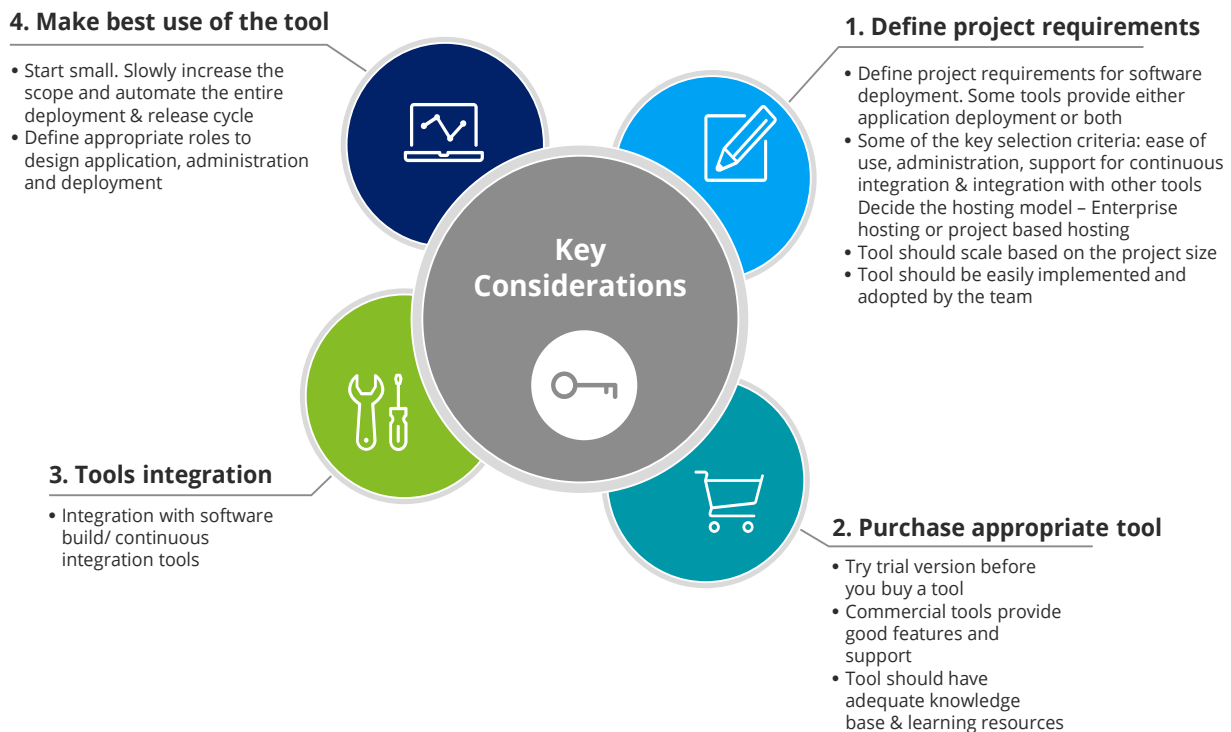 4. Make best use of the tool
• Start small. Slowly increase the
scope and automate the entire
deployment & release cycle
• Define appropriate roles to
design application, administration
and deployment
1. Define project requirements
• Define project requirements for software
deployment. Some tools provide either
application deployment or both
• Some of the key selection criteria: ease of
use, administration, support for continuous
integration & integration with other tools
Decide the hosting model – Enterprise
hosting or project based hosting
• Tool should scale based on the project size
• Tool should be easily implemented and
adopted by the team
Key
Considerations
3. Tools integration
• Integration with software
build/ continuous
integration tools
2. Purchase appropriate tool
• Try trial version before
you buy a tool
• Commercial tools provide
good features and
support
• Tool should have
adequate knowledge
base & learning resources